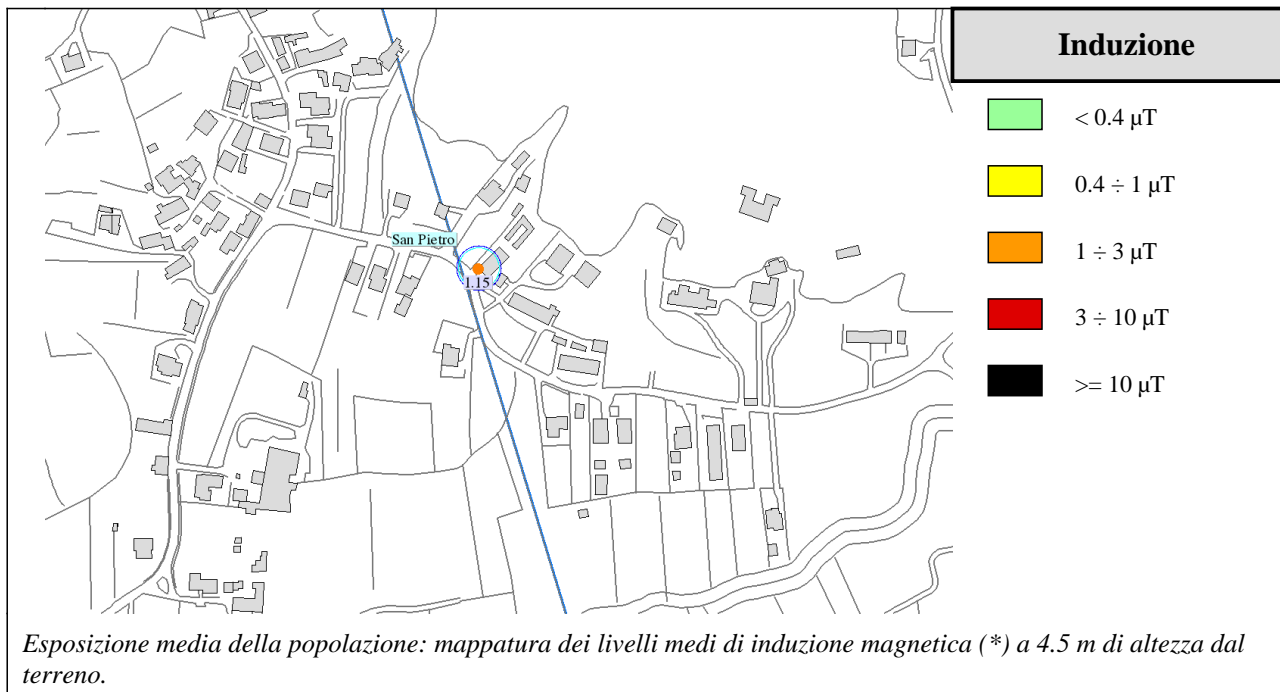 Induzione
< 0.4 µT
0.4 ÷ 1 µT
1 ÷ 3 µT
3 ÷ 10 µT
>= 10 µT
San Pietro
1.15
Esposizione media della popolazione: mappatura dei livelli medi di induzione magnetica (*) a 4.5 m di altezza dal
terreno.